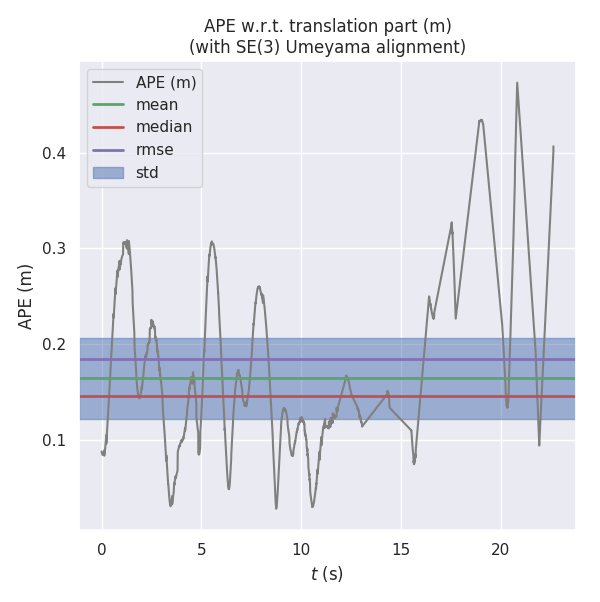 APE w.r.t. translation part (m)
(with SE(3) Umeyama alignment)
APE (m)
mean
median
rmse
std
APE (m)
0.4
0.3
0.2
0.1
0 5 10 15 20
t (s)